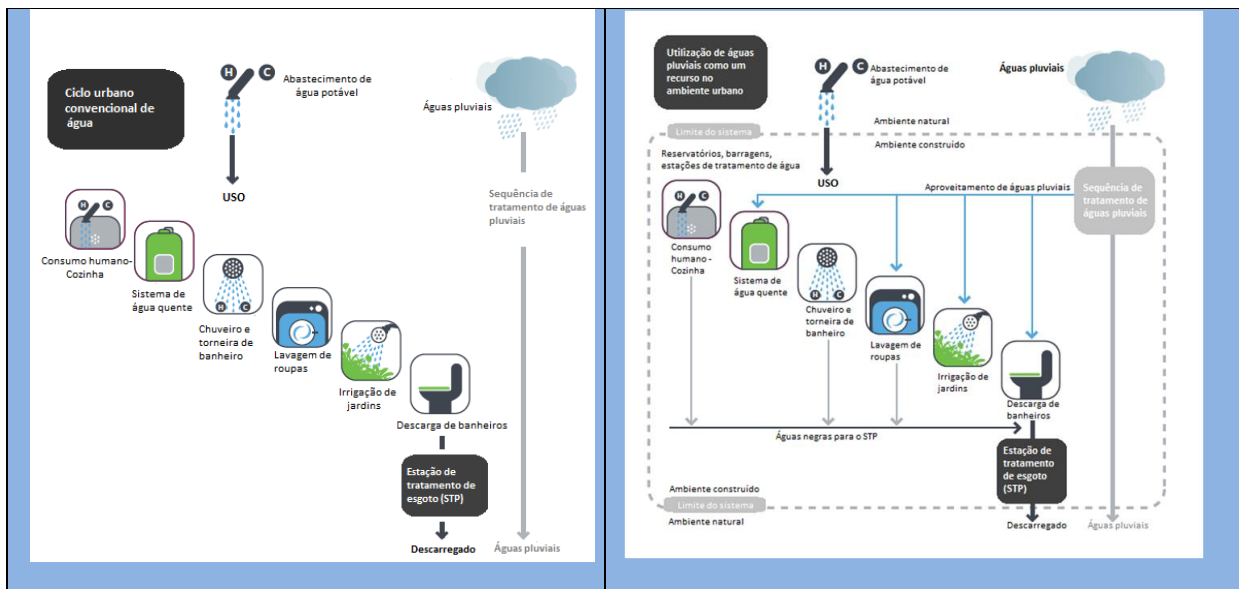 Ciclo urbano
convencional de
água
H
C
Abastecimento de
água potável
Águas pluviais
USO
Sequência de
tratamento de águas
pluviais
H
C
Consumo humano-
Cozinha
Sistema de
água quente
H
C
Chuveiro e
torneira de
banheiro
Lavagem de
roupas
Irrigação de
jardins
Descarga de banheiros
Estação de
tratamento de
esgoto (STP)
Descarregado
Águas pluviais
Utilização de águas
pluviais como um
recurso no
ambiente urbano
H
C
Abastecimento de
água potável
Águas pluviais
Ambiente natural
Limite do sistema
Ambiente construído
Reservatórios, barragens,
estações de tratamento de água
USO
Aproveitamento de águas pluviais
Sequência de
tratamento de
águas pluviais
H
C
Consumo
humano -
Cozinha
Sistema de
água quente
H
C
Chuveiro e
torneira de
banheiro
Lavagem de
roupas
Irrigação de
jardins
Descarga de
banheiros
Águas negras para o STP
Estação de
tratamento
de esgoto
(STP)
Ambiente construído
Limite do sistema
Ambiente natural
Descarregado
Águas pluviais